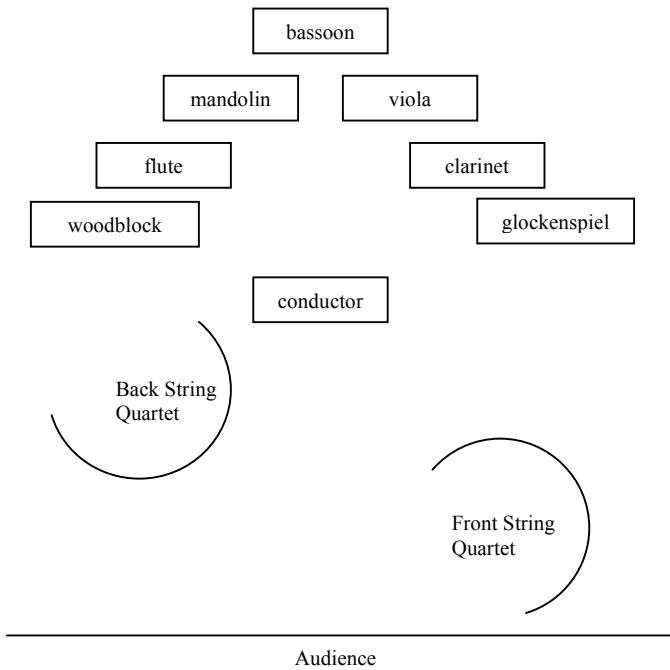 bassoon
mandolin
viola
flute
clarinet
woodblock
glockenspiel
conductor
Back String
Quartet
Front String
Quartet
Audience